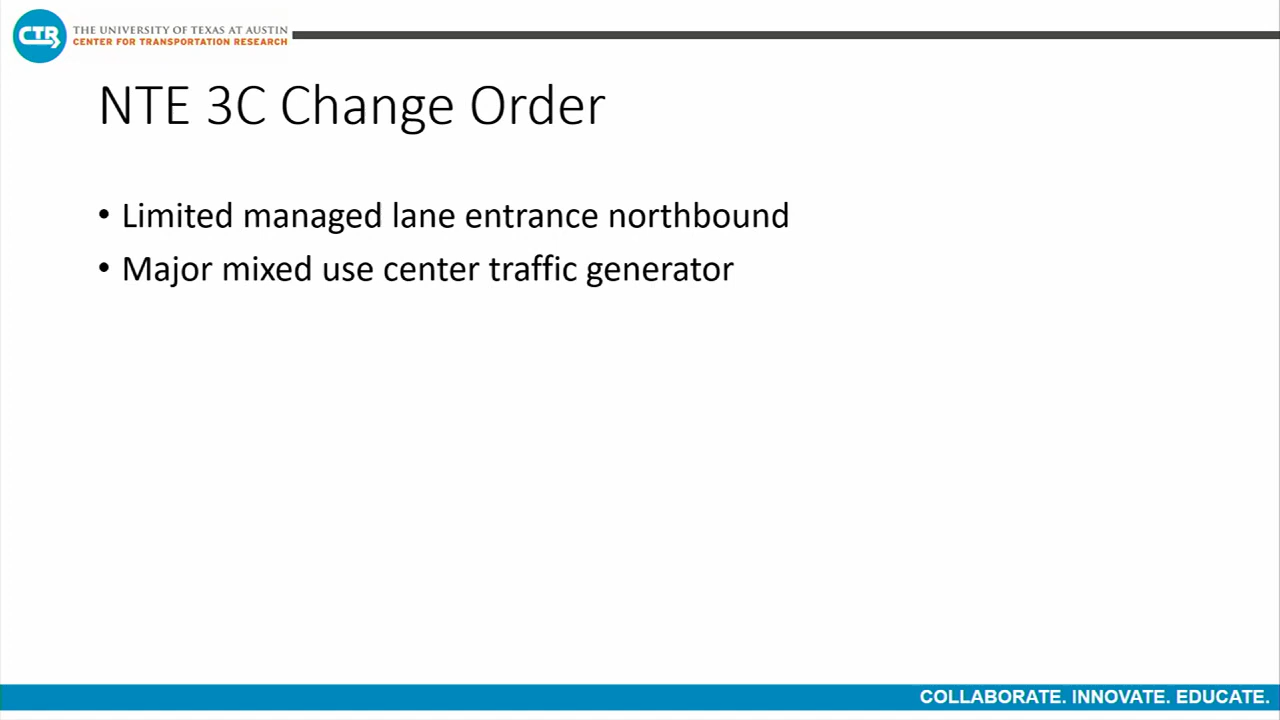 CTR
THE UNIVERSITY OF TEXAS AT AUSTIN
CENTER FOR TRANSPORTATION RESEARCH
NTE 3C Change Order
• Limited managed lane entrance northbound
• Major mixed use center traffic generator
COLLABORATE. INNOVATE. EDUCATE.